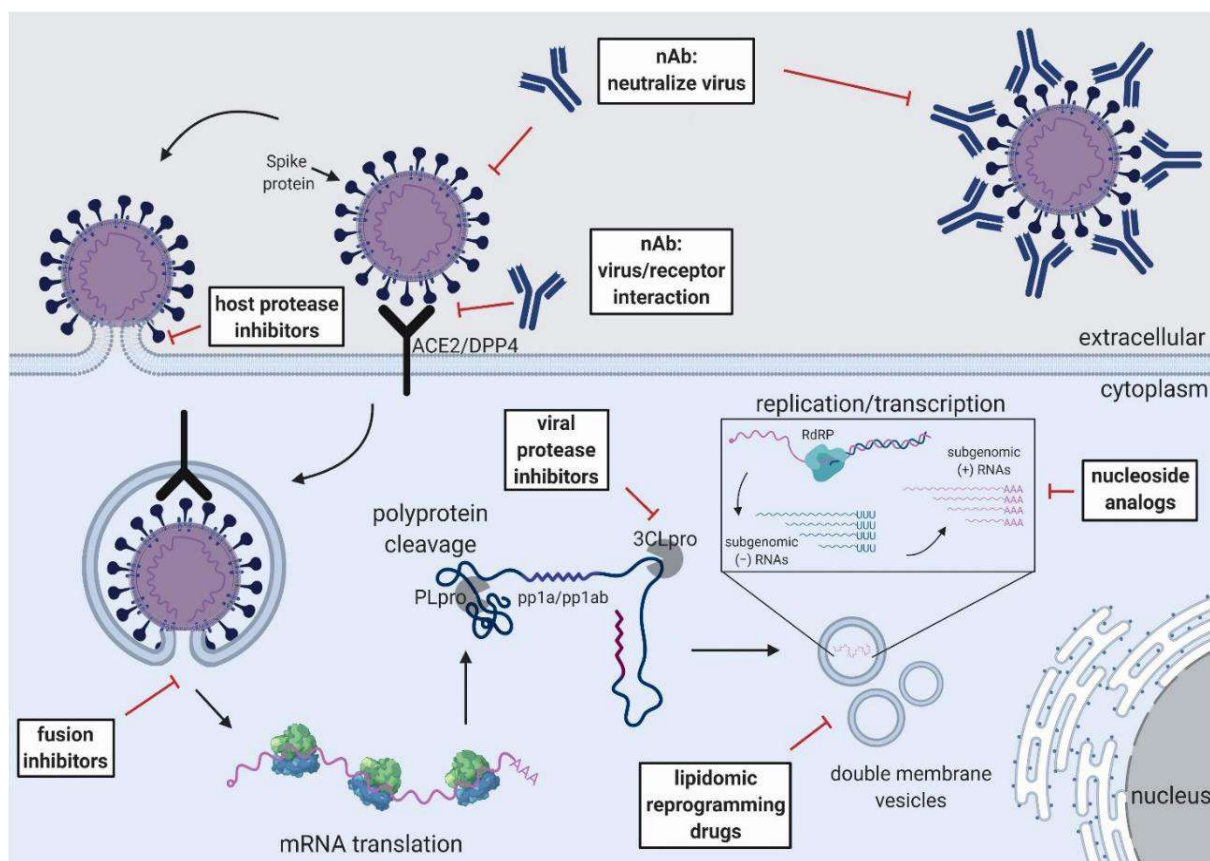 nAb:
neutralize virus
Spike
protein
nAb:
virus/receptor
interaction
host protease
inhibitors
ACE2/DPP4
extracellular
cytoplasm
replication/transcription
RdRP
subgenomic
(+) RNAs
AAA
AAA
AAA
AAA
UUU
UUU
UUU
UUU
subgenomic
(−) RNAs
nucleoside
analogs
viral
protease
inhibitors
polyprotein
cleavage
3CLpro
PLpro
pp1a/pp1ab
fusion
inhibitors
AAA
mRNA translation
lipidomic
reprogramming
drugs
double membrane
vesicles
nucleus